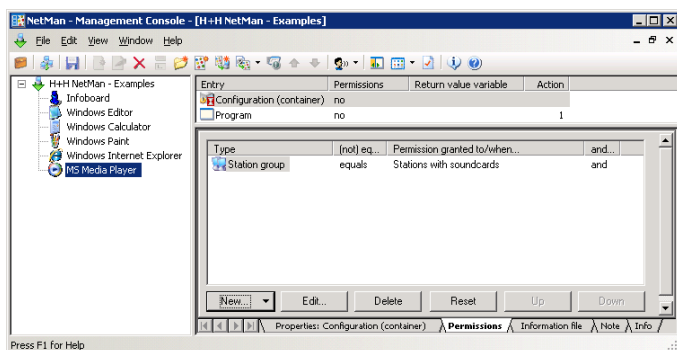 NetMan - Management Console - [H+H NetMan - Examples]
File Edit View Window Help
H+H NetMan - Examples
Infoboard
Windows Editor
Windows Calculator
Windows Paint
Windows Internet Explorer
MS Media Player
Entry Permissions Return value variable Action
Configuration (container) no
Program no 1
Type (not) eq... Permission granted to/when... and...
Station group equals Stations with soundcards and
New... Edit... Delete Reset Up Down
Properties: Configuration (container) Permissions Information file Note Info
Press F1 for Help